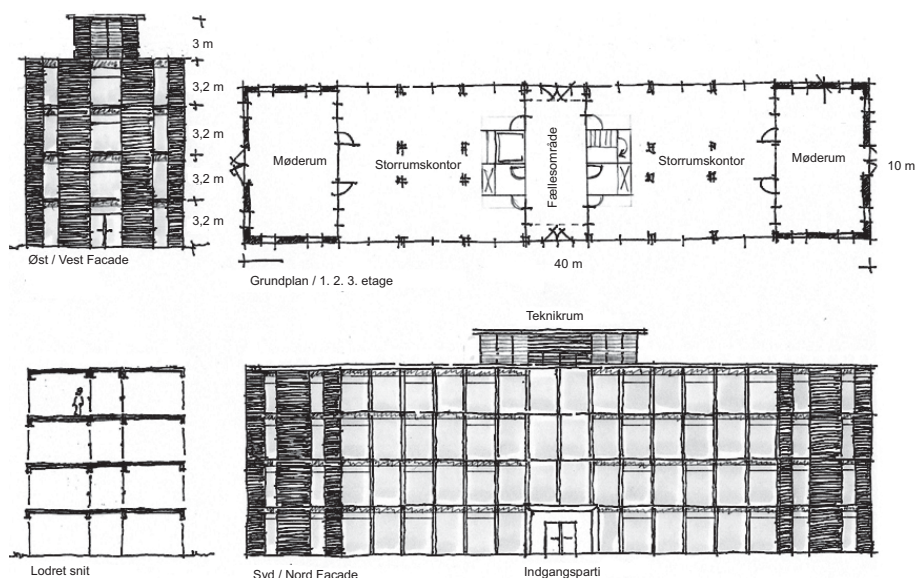 3 m
3,2 m
3,2 m
3,2 m
3,2 m
Øst / Vest Facade
Møderum
Storrumskontor
Fællesområde
Storrumskontor
Møderum
10 m
40 m
Grundplan / 1. 2. 3. etage
Teknikrum
Lodret snit
Syd / Nord Facade
Indgangsparti